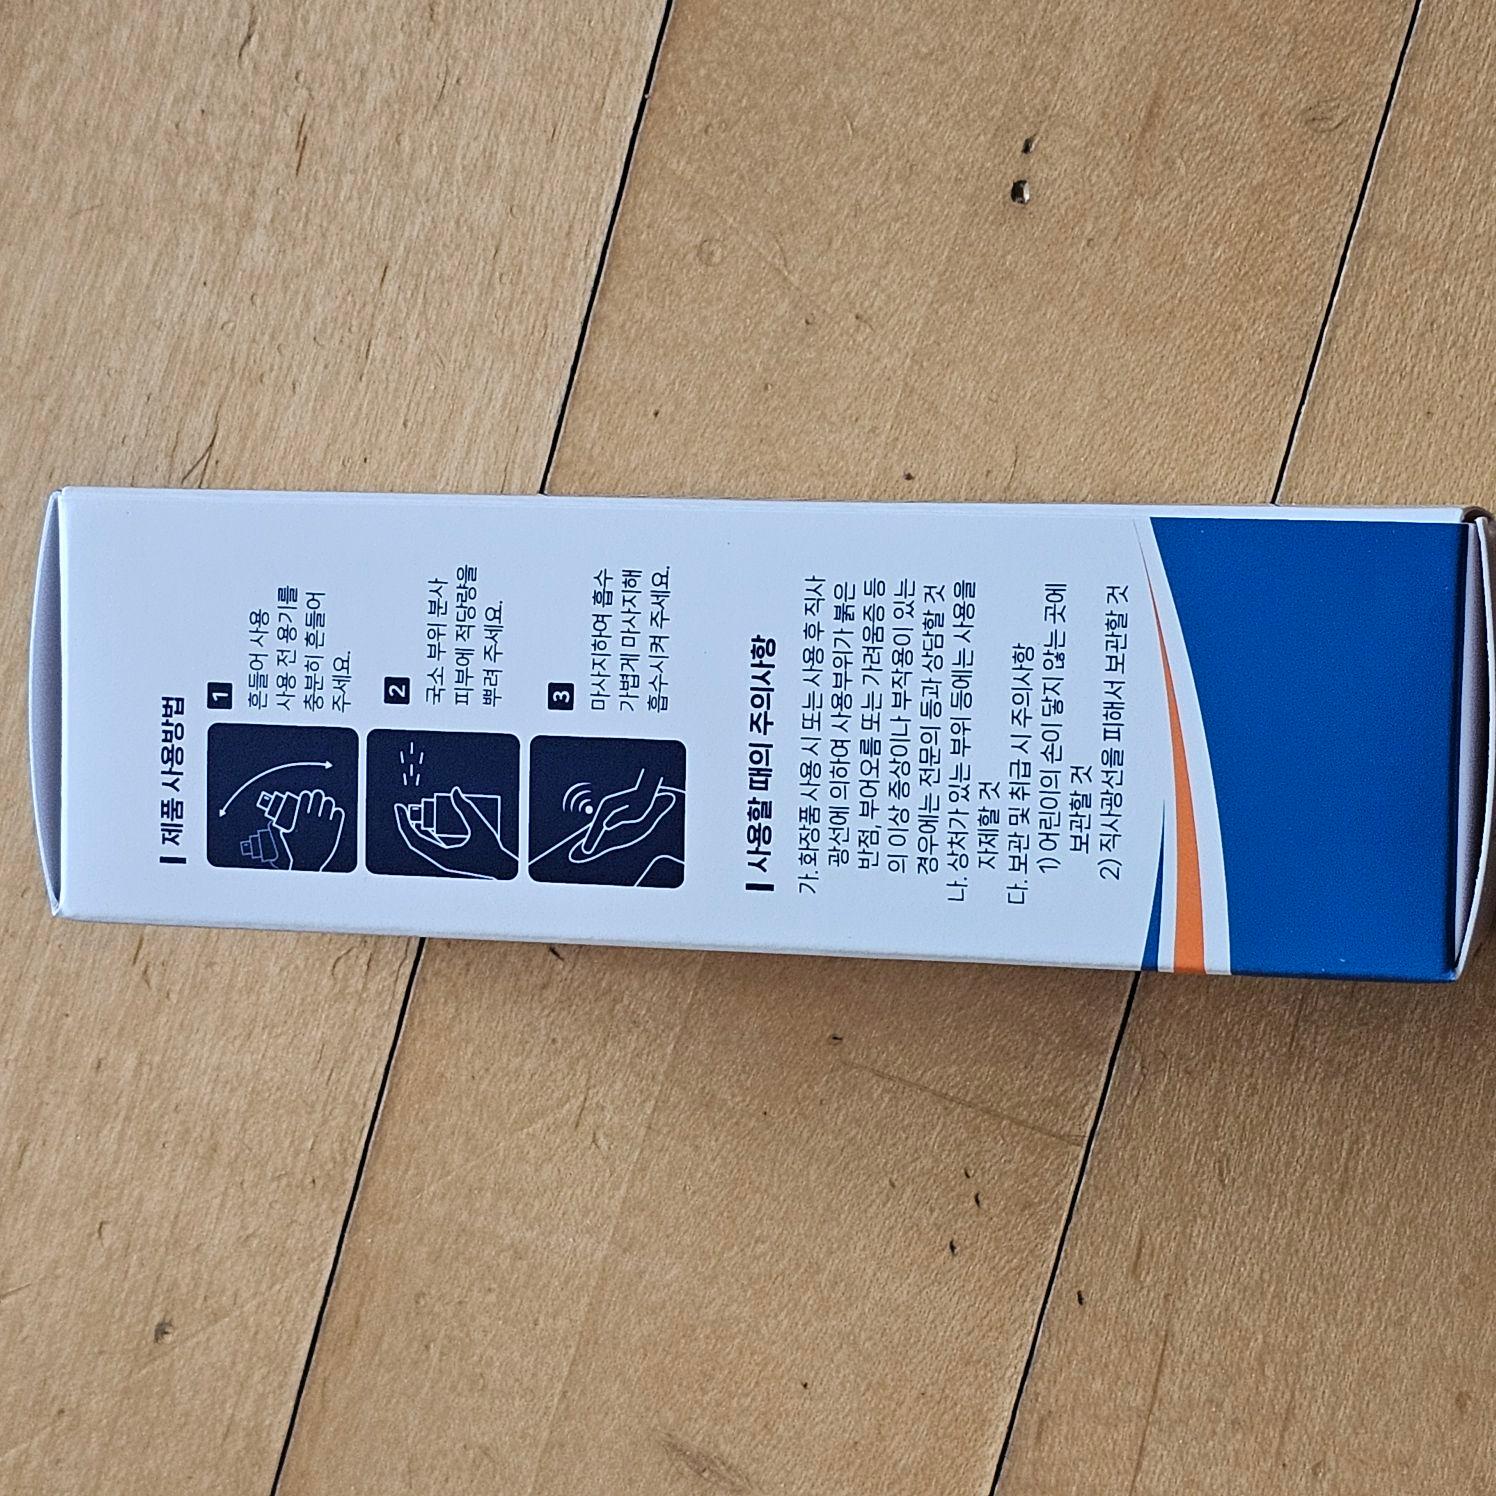 제품 사용방법
1
흔들어 사용
사용 전 용기를
충분히 흔들어
주세요.
2
국소 부위 분사
피부에 적당량을
뿌려 주세요.
3
마사지하여 흡수
가볍게 마사지해
흡수시켜 주세요.
사용할 때의 주의사항
가. 화장품 사용 시 또는 사용 후 직사
광선에 의하여 사용부위가 붉은
반점, 부어오름 또는 가려움증 등
의 이상 증상이나 부작용이 있는
경우에는 전문의 등과 상담할 것
나. 상처가 있는 부위 등에는 사용을
자제할 것
다. 보관 및 취급 시 주의사항
1) 어린이의 손이 닿지 않는 곳에
보관할 것
2) 직사광선을 피해서 보관할 것